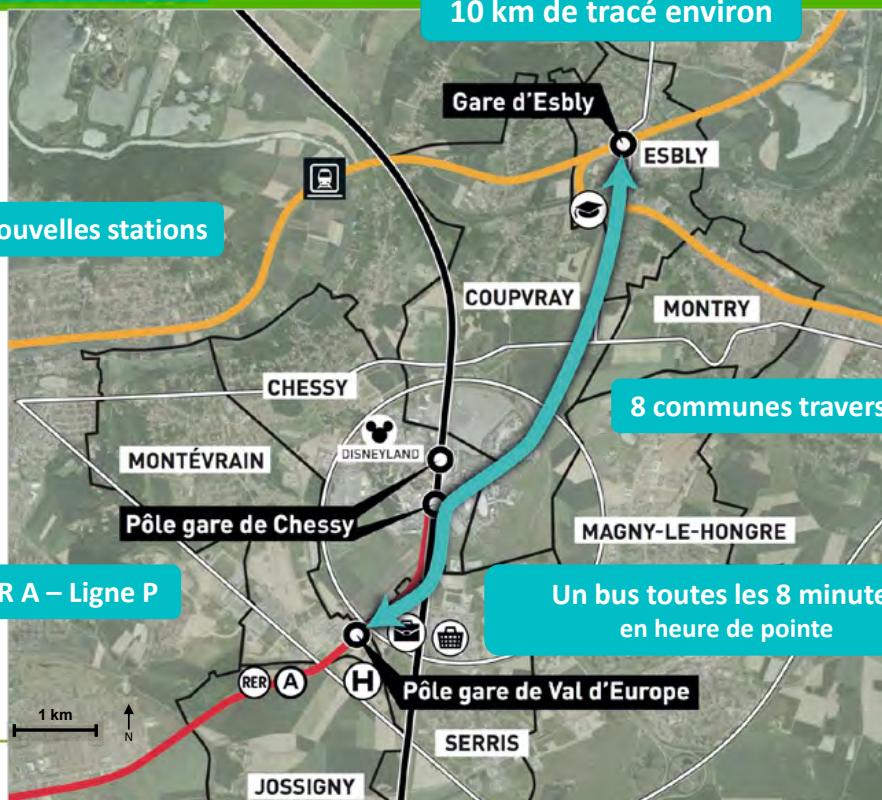 10 km de tracé environ
Gare d'Esbly
ESBLY
ouvelles stations
COUPVRAY
MONTRY
CHESSY
8 communes travers
DISNEYLAND
MONTÉVRAIN
Pôle gare de Chessy
MAGNY-LE-HONGRE
R A – Ligne P
Un bus toutes les 8 minute
en heure de pointe
RER A
H
Pôle gare de Val d'Europe
1 km
N
SERRIS
JOSSIGNY